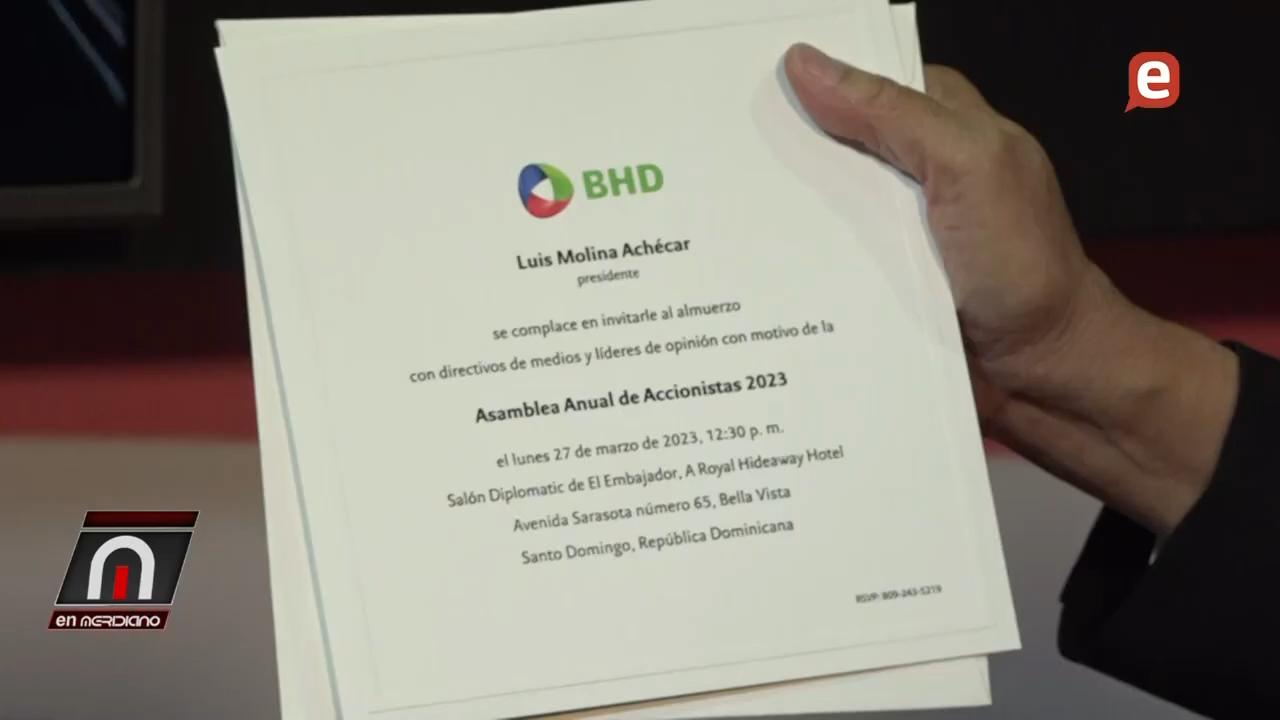 e
BHD
Luis Molina Achécar
presidente
se complace en invitarle al almuerzo
con directivos de medios y líderes de opinión con motivo de la
Asamblea Anual de Accionistas 2023
el lunes 27 de marzo de 2023, 12:30 p. m.
Salón Diplomatic de El Embajador, A Royal Hideaway Hotel
Avenida Sarasota número 65, Bella Vista
Santo Domingo, República Dominicana
RSVP: 809-243-5219
en MERIDIANO